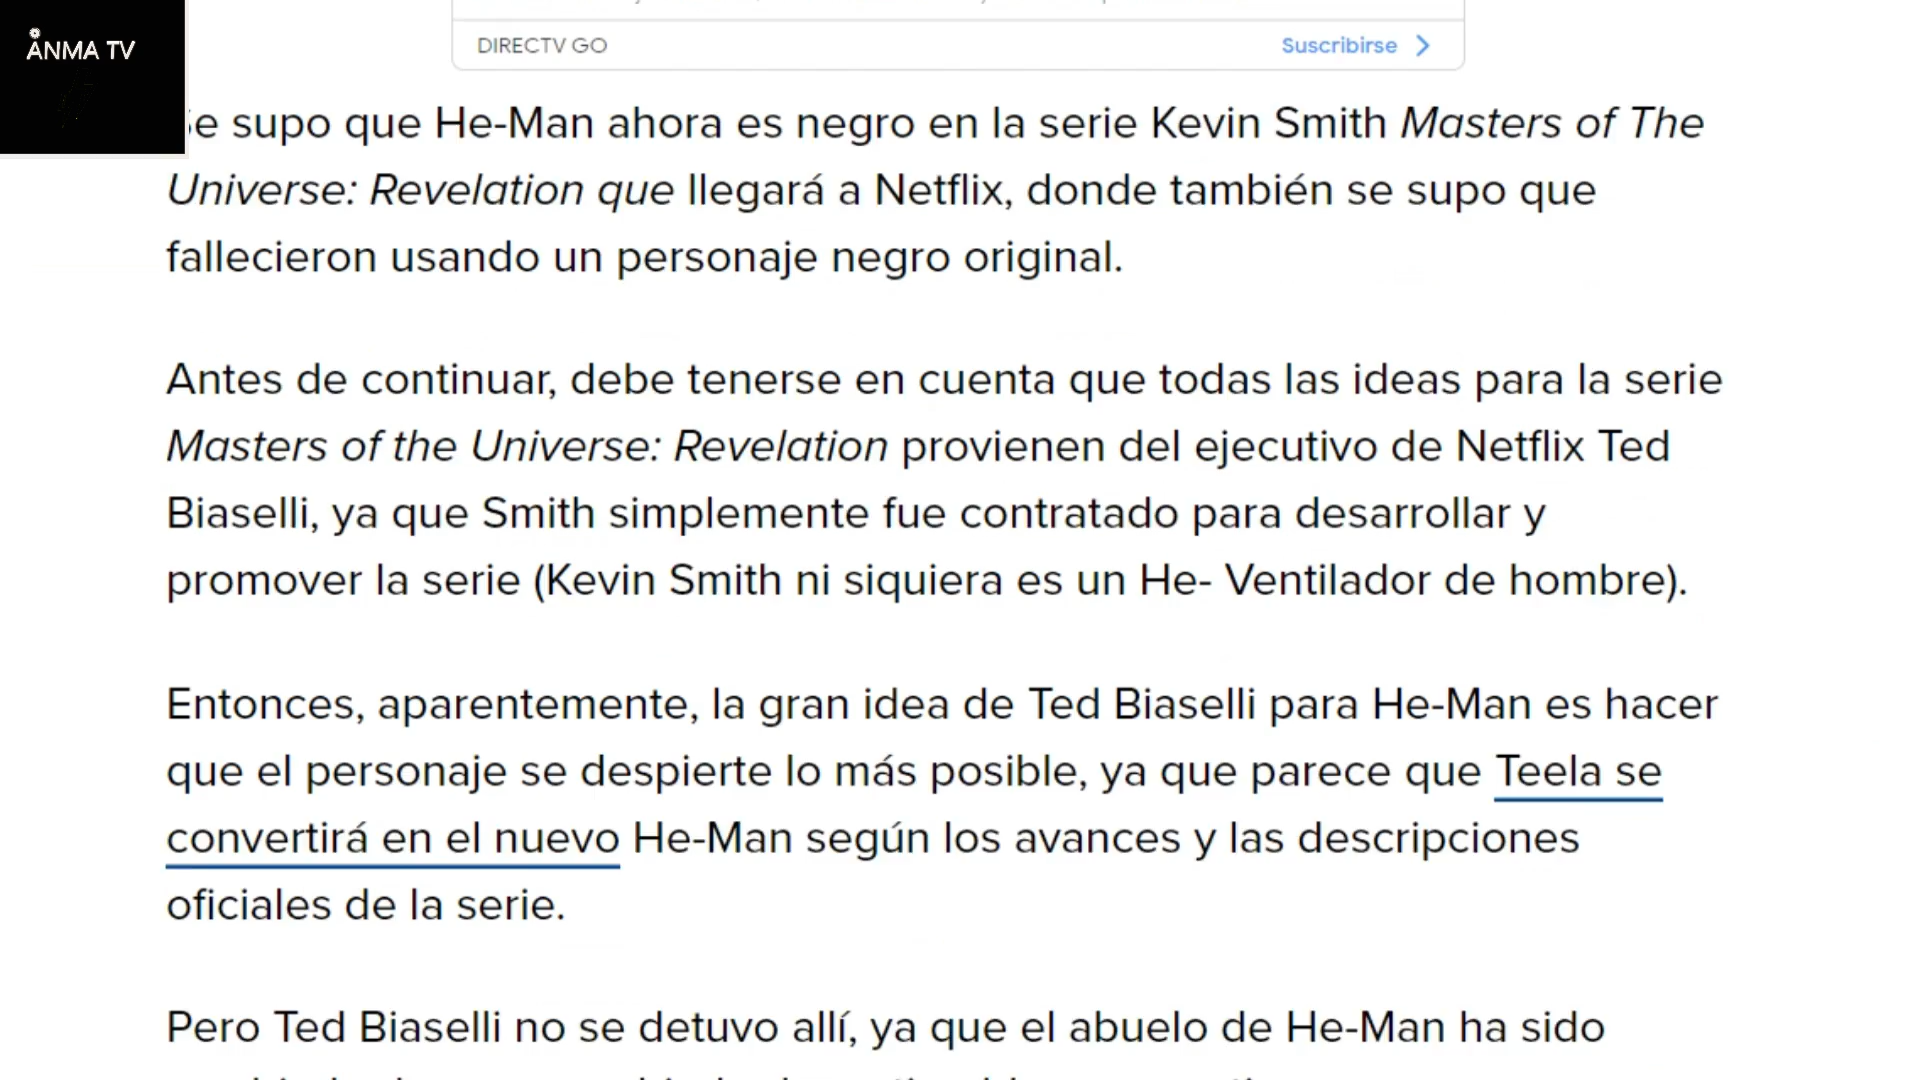 ANMA TV
DIRECTV GO
Suscribirse
e supo que He-Man ahora es negro en la serie Kevin Smith Masters of The
Universe: Revelation que llegará a Netflix, donde también se supo que
fallecieron usando un personaje negro original.
Antes de continuar, debe tenerse en cuenta que todas las ideas para la serie
Masters of the Universe: Revelation provienen del ejecutivo de Netflix Ted
Biaselli, ya que Smith simplemente fue contratado para desarrollar y
promover la serie (Kevin Smith ni siquiera es un He- Ventilador de hombre).
Entonces, aparentemente, la gran idea de Ted Biaselli para He-Man es hacer
que el personaje se despierte lo más posible, ya que parece que Teela se
convertirá en el nuevo He-Man según los avances y las descripciones
oficiales de la serie.
Pero Ted Biaselli no se detuvo allí, ya que el abuelo de He-Man ha sido